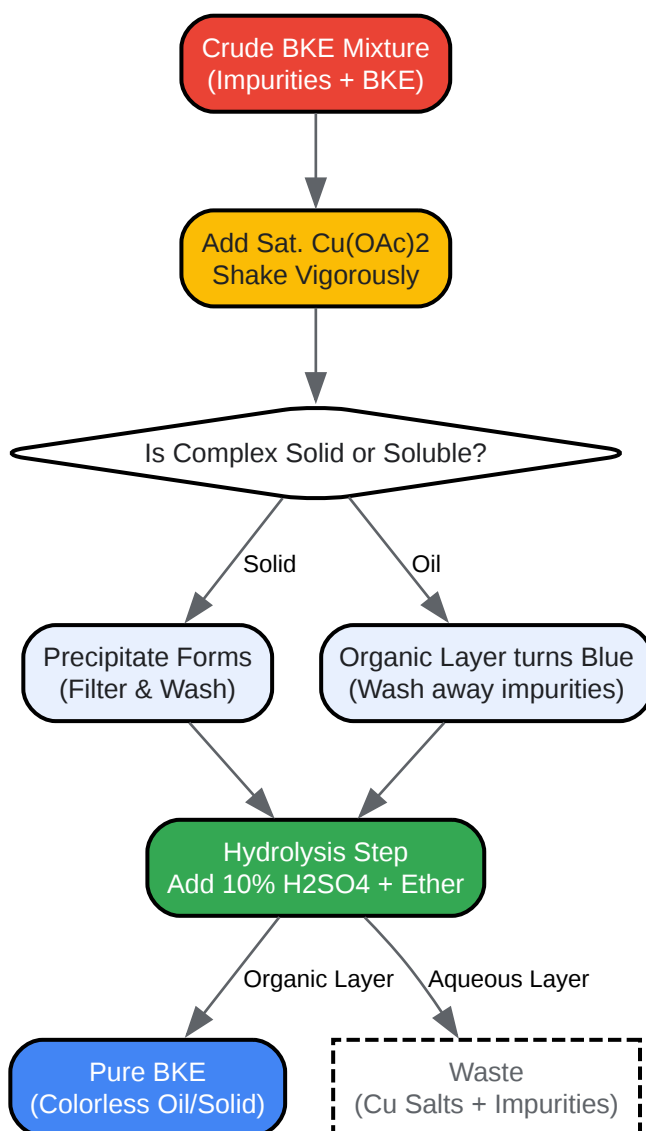 Crude BKE Mixture
(Impurities + BKE)
Add Sat. Cu(OAc)2
Shake Vigorously
Is Complex Solid or Soluble?
Solid
Oil
Precipitate Forms
(Filter & Wash)
Organic Layer turns Blue
(Wash away impurities)
Hydrolysis Step
Add 10% H2SO4 + Ether
Organic Layer
Aqueous Layer
Pure BKE
(Colorless Oil/Solid)
Waste
(Cu Salts + Impurities)